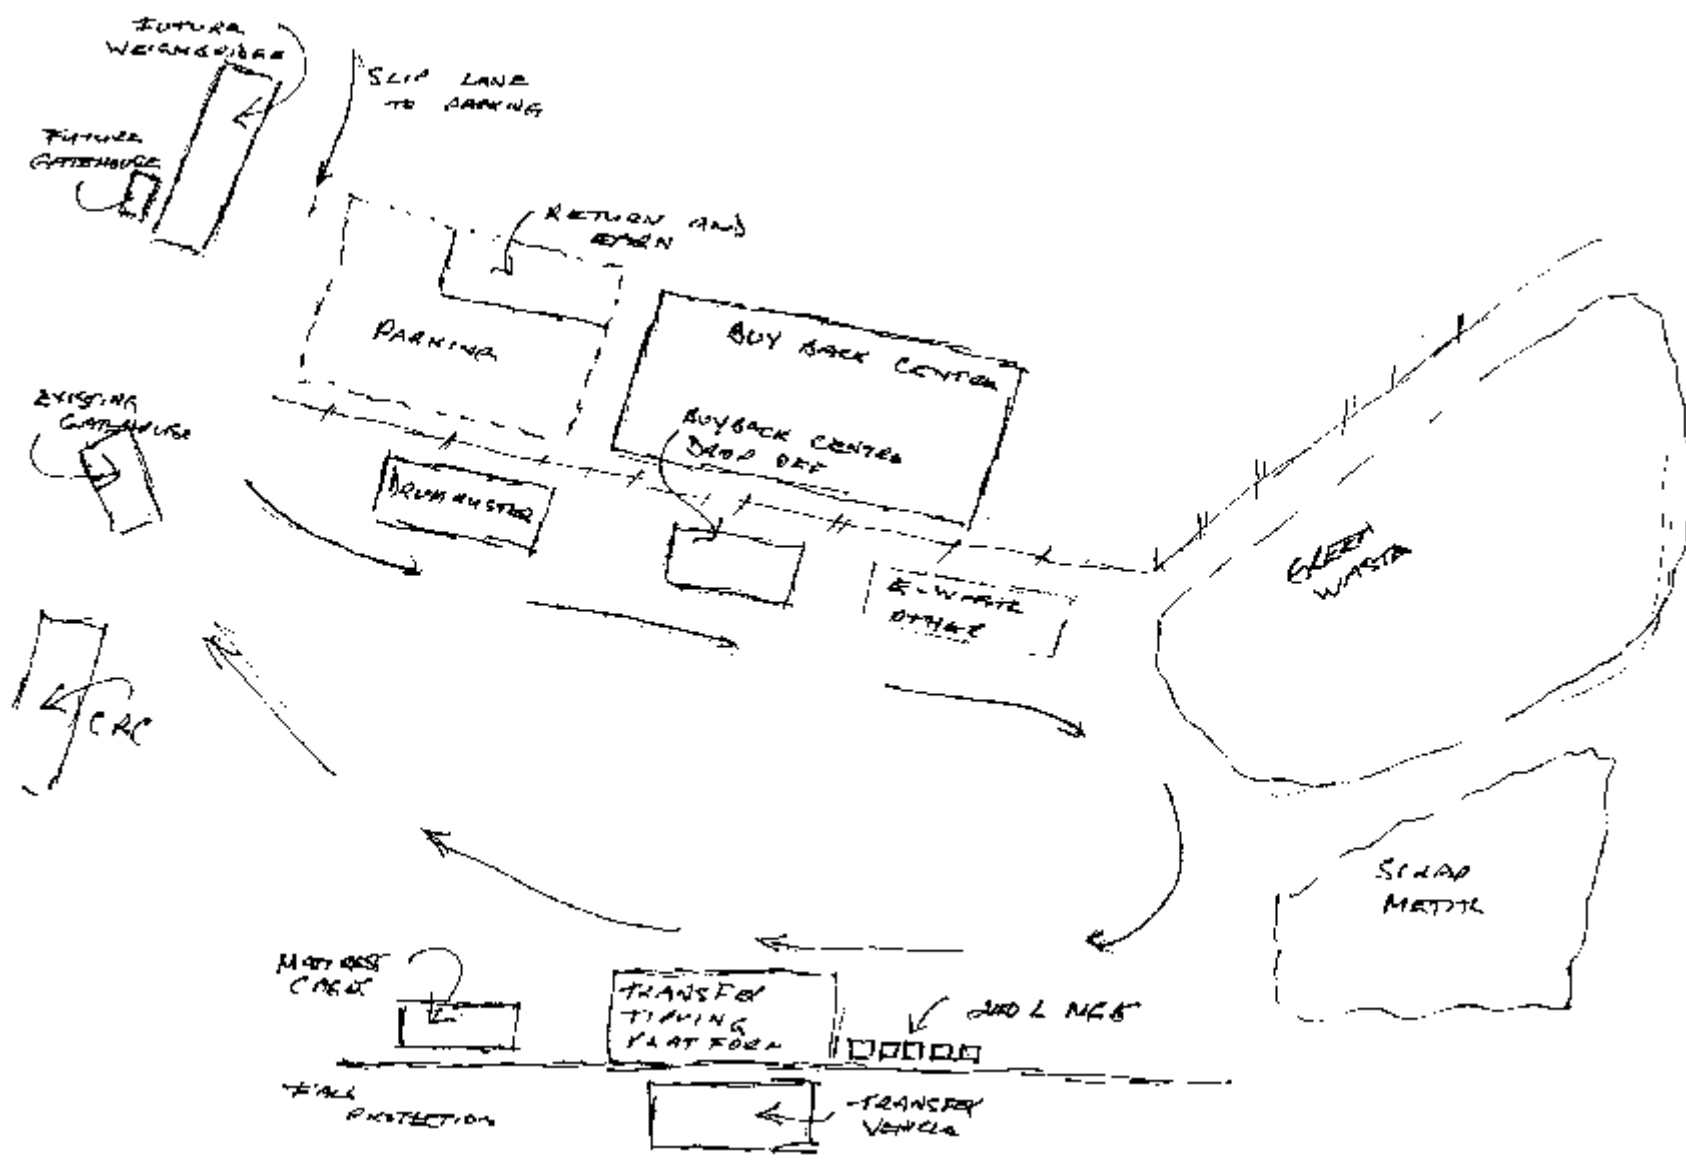 FUTURE
WEIGHBRIDGE
SLIP LANE
TO PARKING
FUTURE
GATEHOUSE
RETURN AND
EARN
PARKING
BUY BACK CENTRE
BUYBACK CENTRE
DROP OFF
EXISTING
GATEHOUSE
DRUMMUSTER
E-WASTE
OTHER
GREEN
WASTE
CRC
SCRAP
METAL
MATTRESS
CAGE
TRANSFER
TIPPING
PLATFORM
240 L MGB
FALL
PROTECTION
TRANSFER
VEHICLE